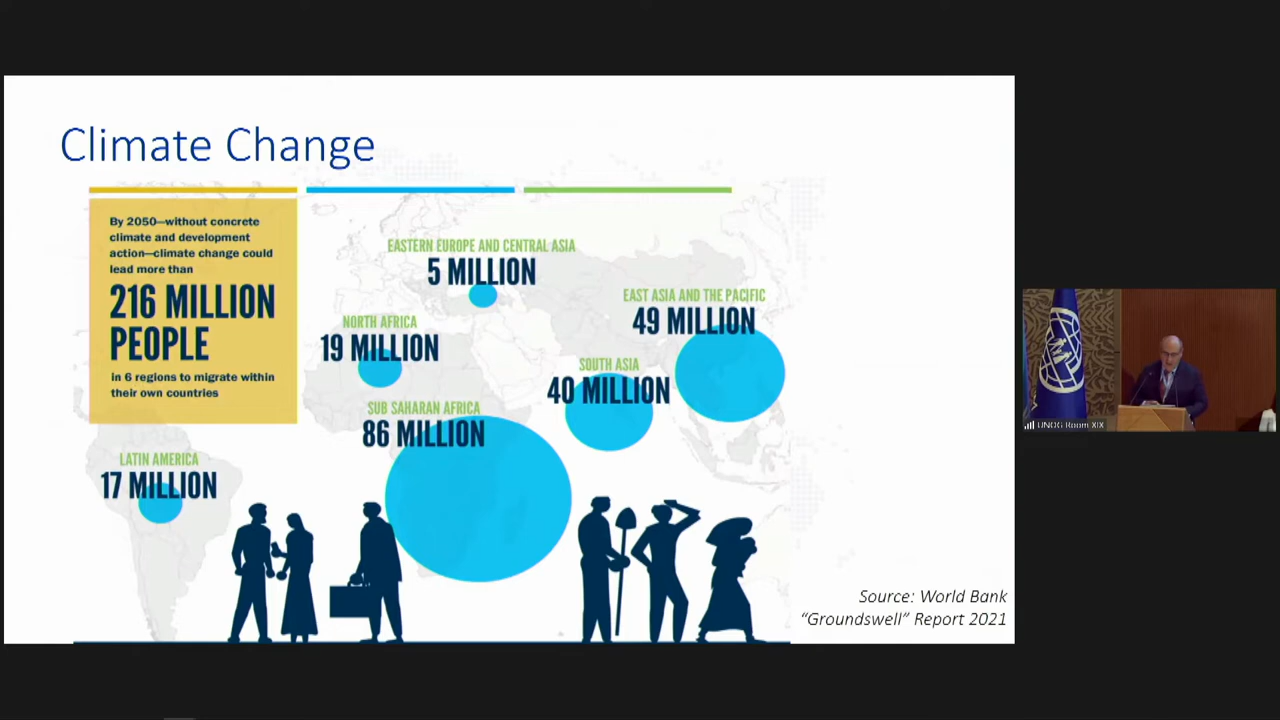 Climate Change
By 2050—without concrete
climate and development
action—climate change could
lead more than
216 MILLION
PEOPLE
in 6 regions to migrate within
their own countries
EASTERN EUROPE AND CENTRAL ASIA
5 MILLION
EAST ASIA AND THE PACIFIC
49 MILLION
NORTH AFRICA
19 MILLION
SOUTH ASIA
40 MILLION
SUB SAHARAN AFRICA
86 MILLION
LATIN AMERICA
17 MILLION
Source: World Bank
“Groundswell” Report 2021
UNOG Room XIX